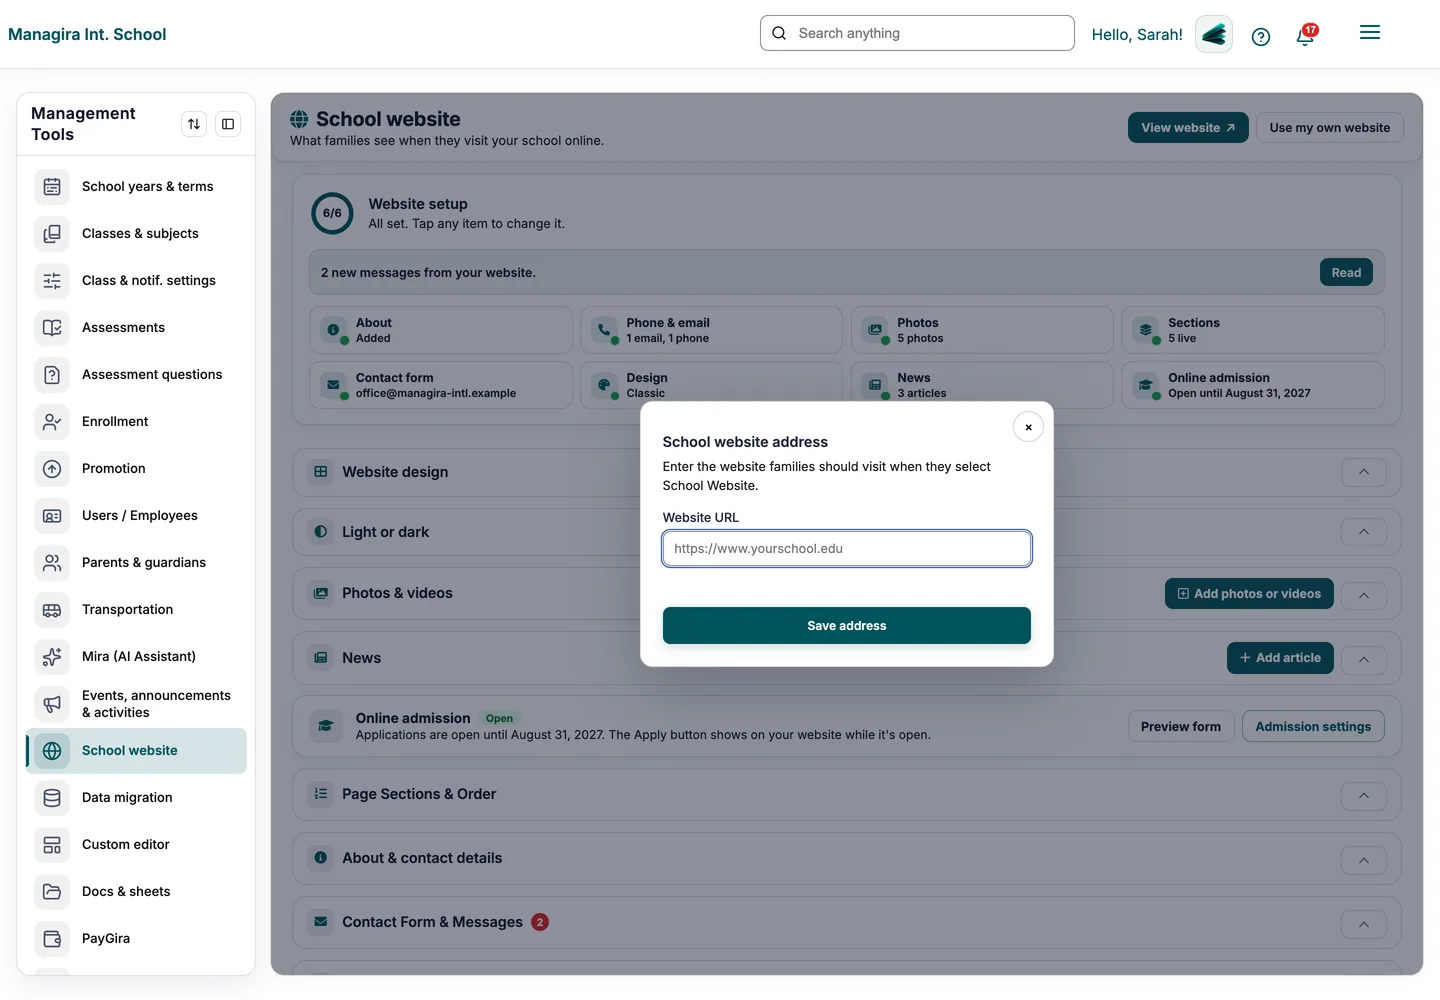 Managira Int. School
Search anything
Hello, Sarah!
17
Management
Tools
School years & terms
Classes & subjects
Class & notif. settings
Assessments
Assessment questions
Enrollment
Promotion
Users / Employees
Parents & guardians
Transportation
Mira (AI Assistant)
Events, announcements
& activities
School website
Data migration
Custom editor
Docs & sheets
PayGira
School website
What families see when they visit your school online.
View website
Use my own website
6/6
Website setup
All set. Tap any item to change it.
2 new messages from your website.
Read
About
Added
Phone & email
1 email, 1 phone
Photos
5 photos
Sections
5 live
Contact form
office@managira-intl.example
Design
Classic
News
3 articles
Online admission
Open until August 31, 2027
School website address
Enter the website families should visit when they select
School Website.
Website URL
https://www.yourschool.edu
Save address
Website design
Light or dark
Photos & videos
Add photos or videos
News
Add article
Online admission Open
Applications are open until August 31, 2027. The Apply button shows on your website while it's open.
Preview form
Admission settings
Page Sections & Order
About & contact details
Contact Form & Messages 2